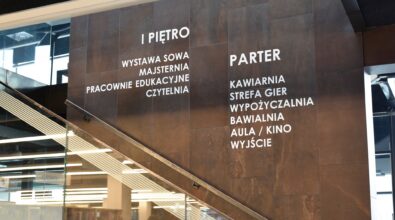 I PIĘTRO
WYSTAWA SOWA
MAJSTERNIA
PRACOWNIE EDUKACYJNE
CZYTELNIA
PARTER
KAWIARNIA
STREFA GIER
WYPOŻYCZALNIA
BAWIALNIA
AULA / KINO
WYJŚCIE